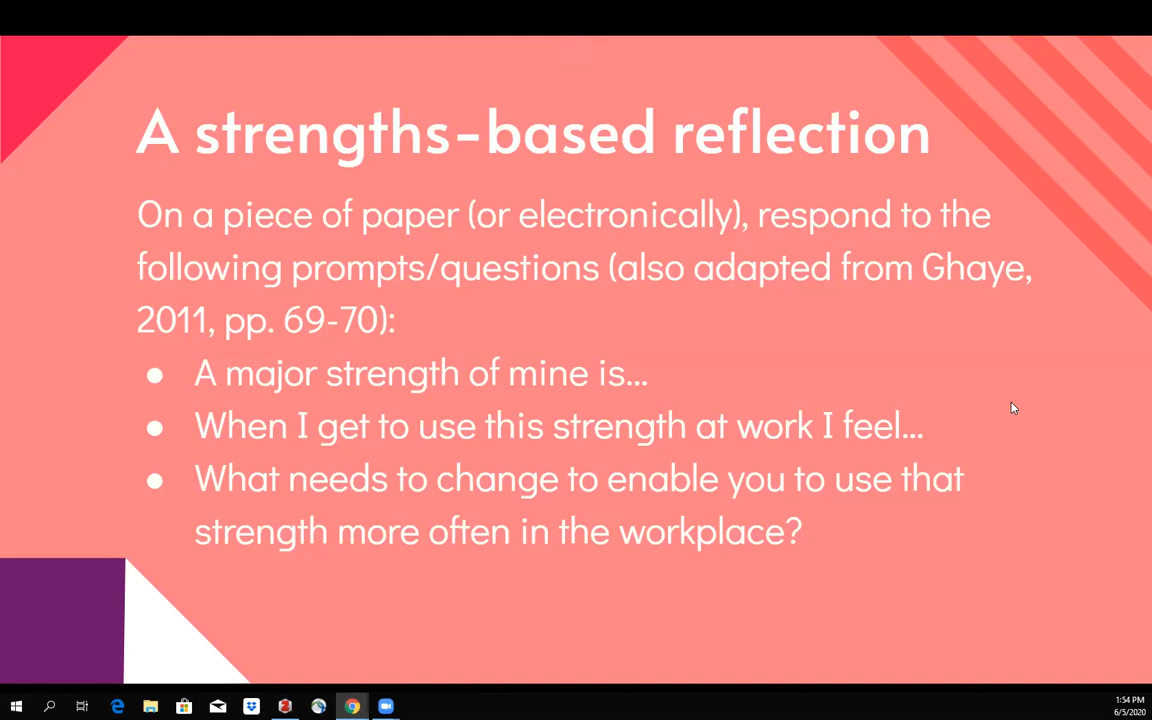 A strengths-based reflection
On a piece of paper (or electronically), respond to the
following prompts/questions (also adapted from Ghaye,
2011, pp. 69-70):
● A major strength of mine is...
● When I get to use this strength at work I feel...
● What needs to change to enable you to use that
strength more often in the workplace?
1:54 PM
6/5/2020